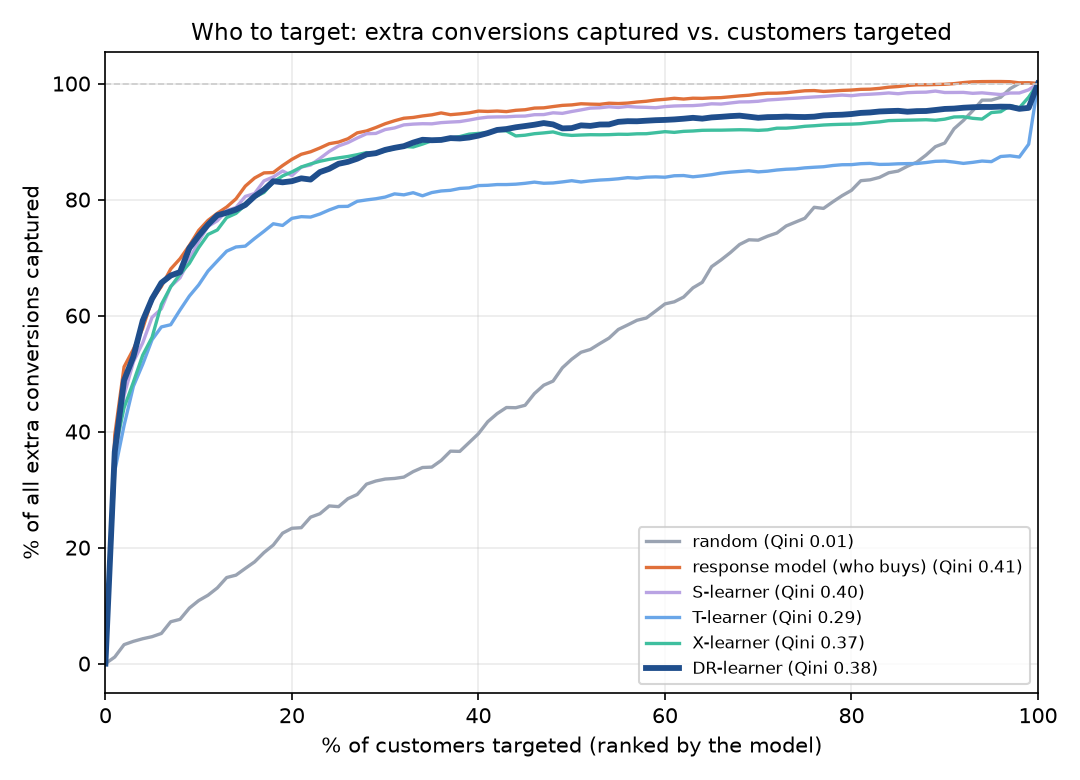 Who to target: extra conversions captured vs. customers targeted
% of all extra conversions captured
100
80
60
40
20
0
random (Qini 0.01)
response model (who buys) (Qini 0.41)
S-learner (Qini 0.40)
T-learner (Qini 0.29)
X-learner (Qini 0.37)
DR-learner (Qini 0.38)
0 20 40 60 80 100
% of customers targeted (ranked by the model)